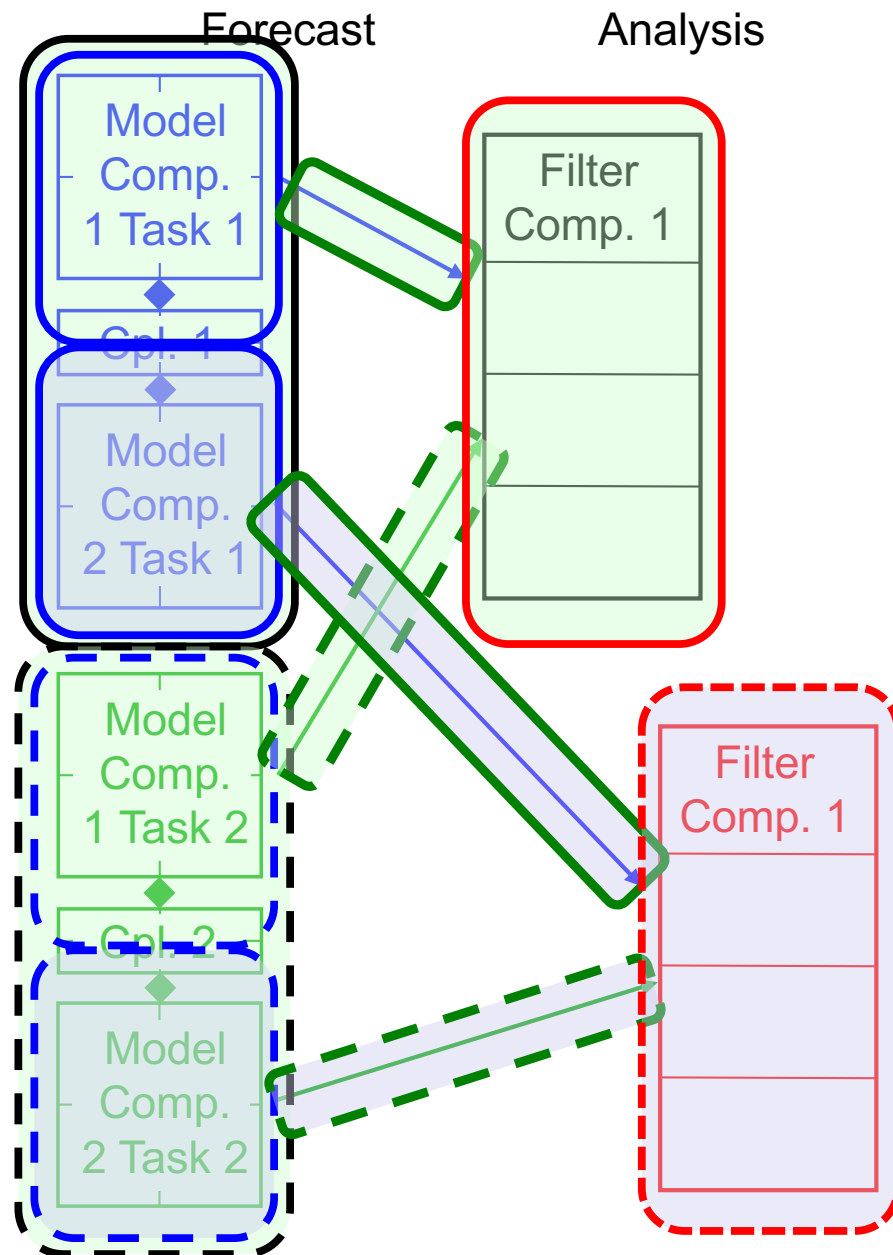 Forecast
Analysis
Model
Comp.
1 Task 1
Cpl. 1
Model
Comp.
2 Task 1
Model
Comp.
1 Task 2
Cpl. 2
Model
Comp.
2 Task 2
Filter
Comp. 1
Filter
Comp. 1